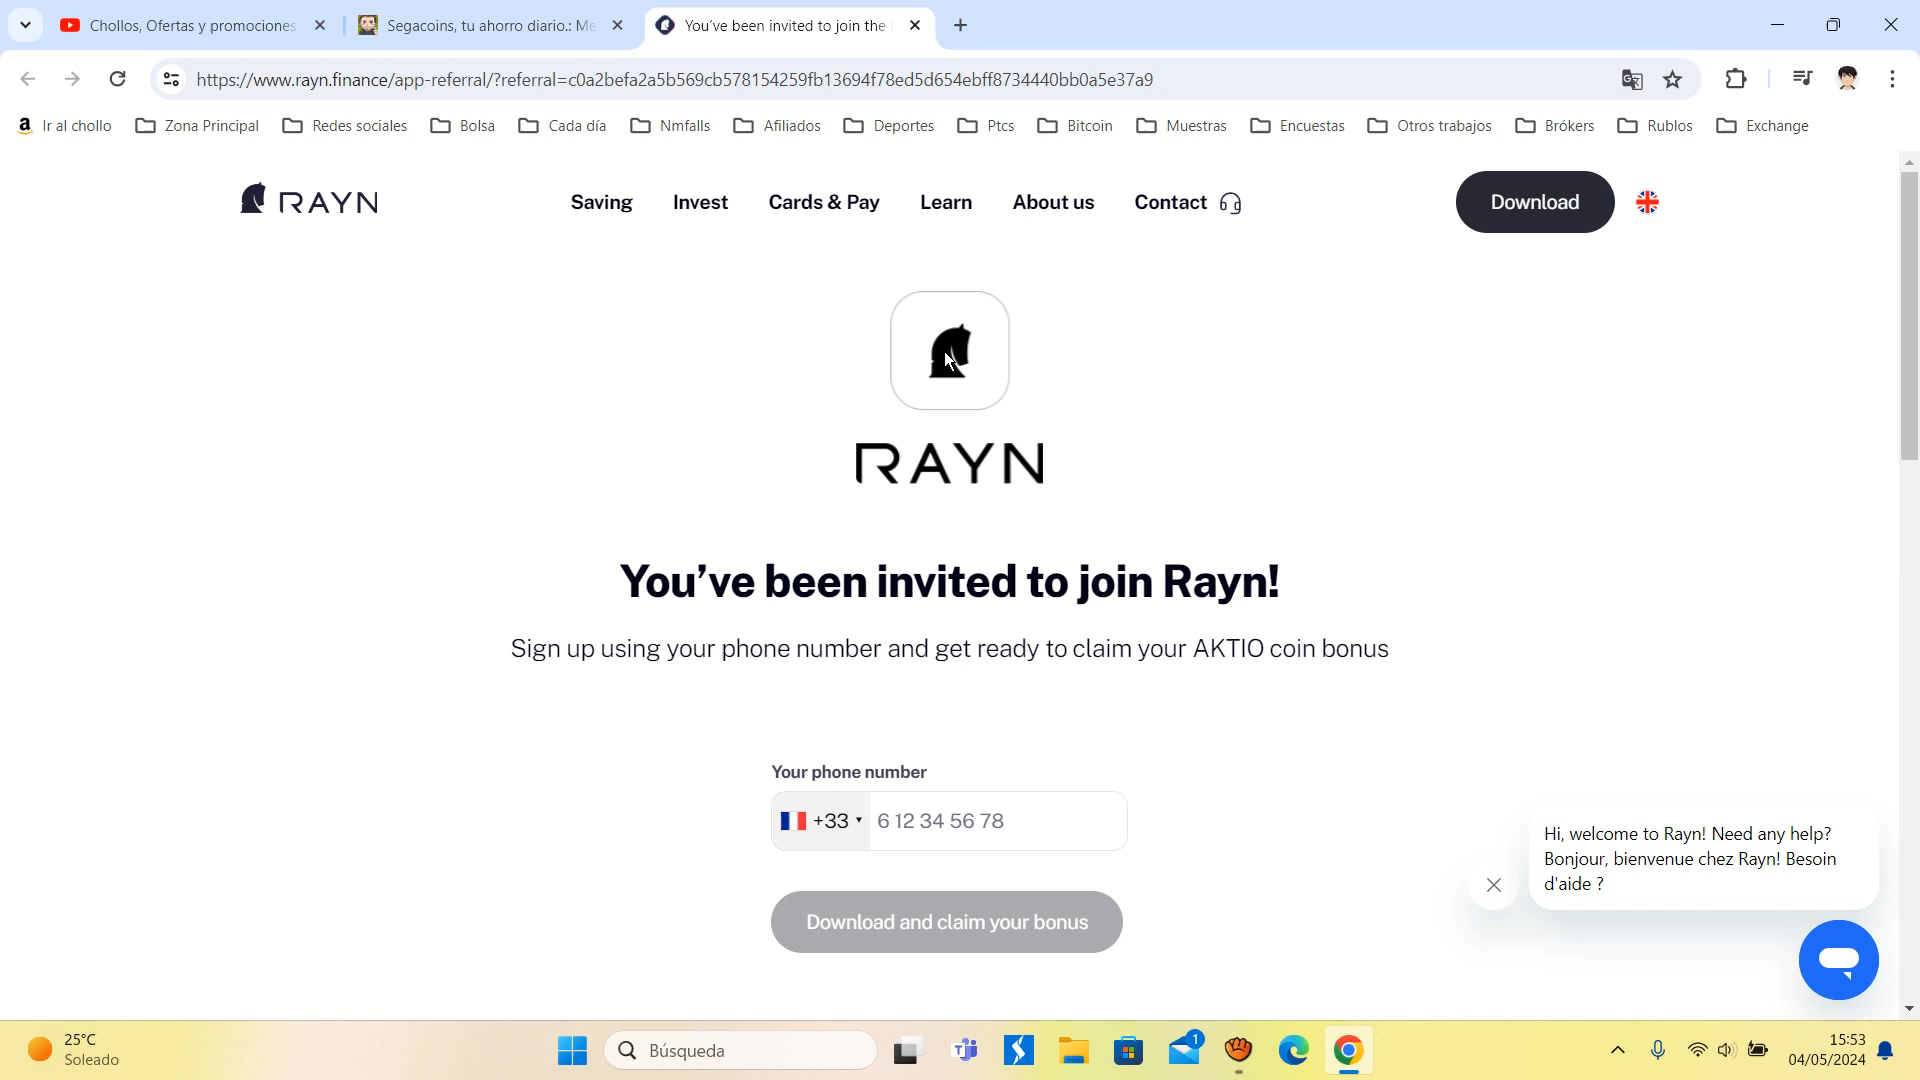 Chollos, Ofertas y promociones
Segacoins, tu ahorro diario.: Me
You've been invited to join the
https://www.rayn.finance/app-referral/?referral=c0a2befa2a5b569cb578154259fb13694f78ed5d654ebff8734440bb0a5e37a9
Ir al chollo
Zona Principal
Redes sociales
Bolsa
Cada día
Nmfalls
Afiliados
Deportes
Ptcs
Bitcoin
Muestras
Encuestas
Otros trabajos
Brókers
Rublos
Exchange
RAYN
Saving
Invest
Cards & Pay
Learn
About us
Contact
Download
RAYN
You've been invited to join Rayn!
Sign up using your phone number and get ready to claim your AKTIO coin bonus
Your phone number
+33
6 12 34 56 78
Download and claim your bonus
Hi, welcome to Rayn! Need any help?
Bonjour, bienvenue chez Rayn! Besoin
d'aide ?
25°C
Soleado
Búsqueda
1
15:53
04/05/2024